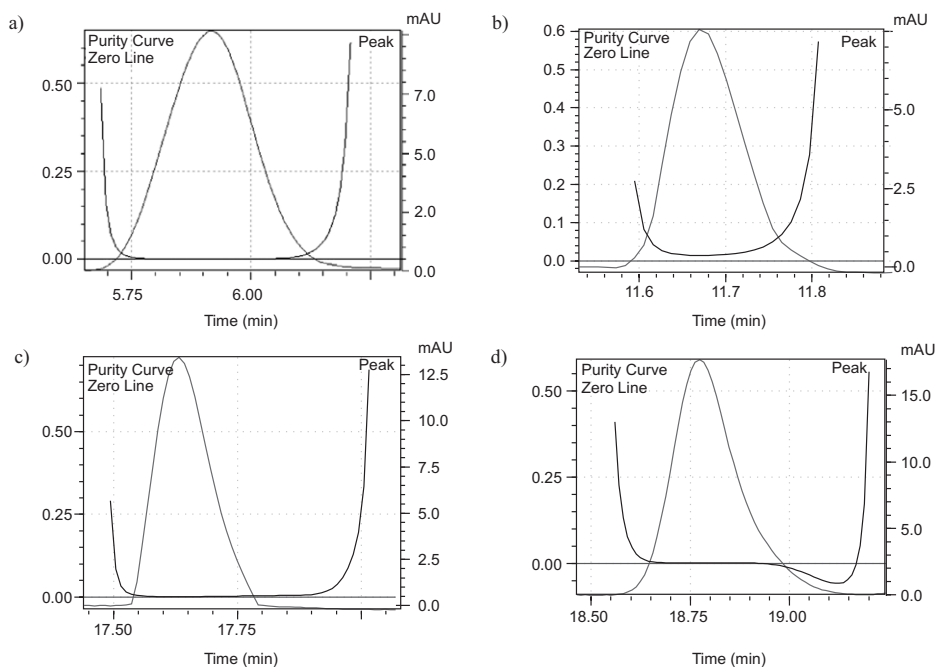 a)
mAU
Purity Curve
Zero Line
Peak
0.50
0.25
0.00
7.0
5.0
2.0
0.0
5.75
6.00
Time (min)
b)
mAU
Purity Curve
Zero Line
Peak
0.6
0.5
0.4
0.3
0.2
0.1
0.0
5.0
2.5
0.0
11.6
11.7
11.8
Time (min)
c)
mAU
Purity Curve
Zero Line
Peak
0.50
0.25
0.00
12.5
10.0
7.5
5.0
2.5
0.0
17.50
17.75
Time (min)
d)
mAU
Purity Curve
Zero Line
Peak
0.50
0.25
0.00
15.0
10.0
5.0
0.0
18.50
18.75
19.00
Time (min)